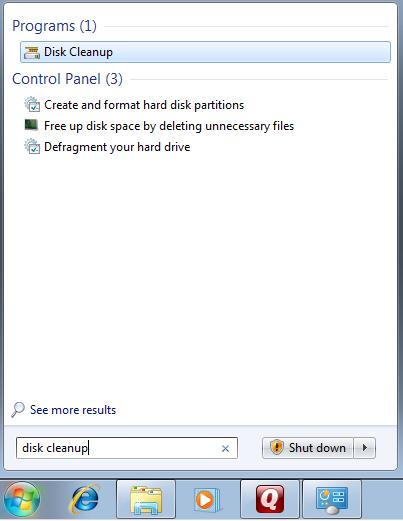 Programs (1)
Disk Cleanup
Control Panel (3)
Create and format hard disk partitions
Free up disk space by deleting unnecessary files
Defragment your hard drive
See more results
disk cleanup
Shut down
Q